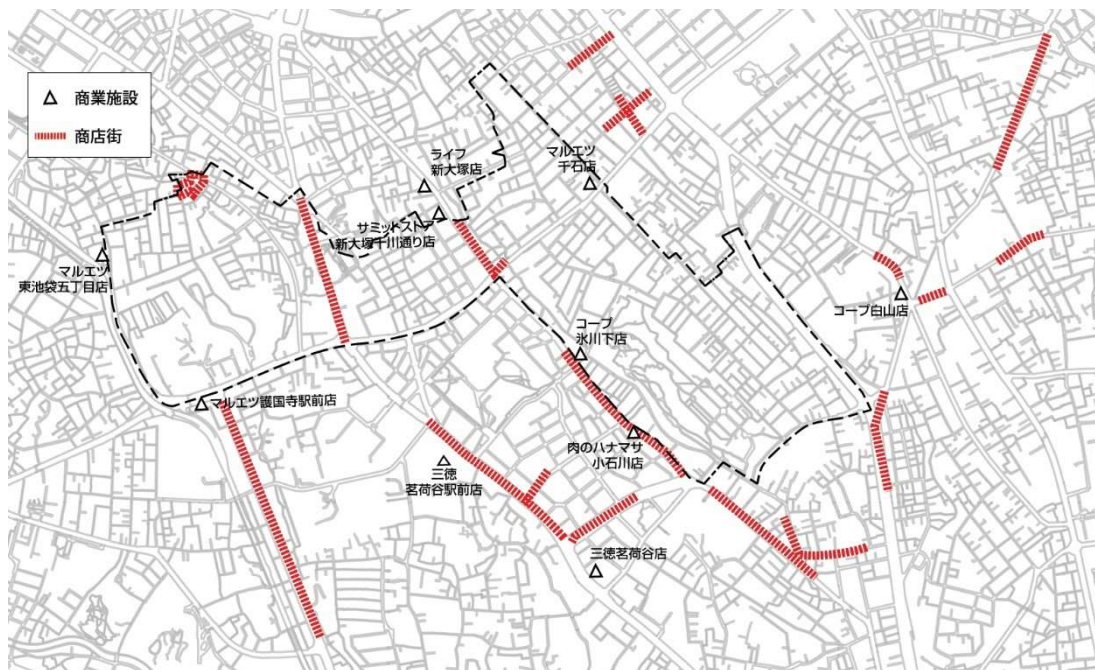 商業施設
商店街
ライフ
新大塚店
マルエツ
千石店
サミットストア
新大塚千川通り店
マルエツ
東池袋五丁目店
コープ白山店
コープ
氷川下店
マルエツ護国寺駅前店
肉のハナマサ
小石川店
三徳
茗荷谷駅前店
三徳茗荷谷店